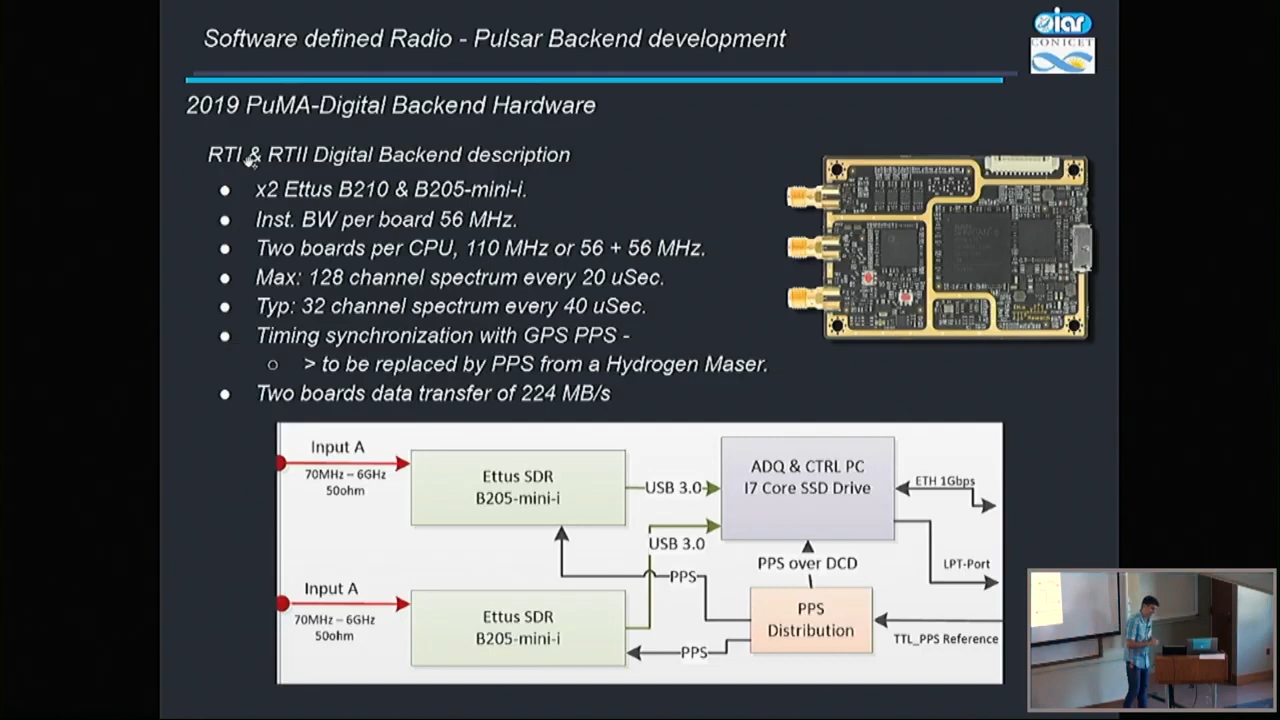 Software defined Radio - Pulsar Backend development
iar
CONICET
2019 PuMA-Digital Backend Hardware
RTI & RTII Digital Backend description
x2 Ettus B210 & B205-mini-i.
Inst. BW per board 56 MHz.
Two boards per CPU, 110 MHz or 56 + 56 MHz.
Max: 128 channel spectrum every 20 uSec.
Typ: 32 channel spectrum every 40 uSec.
Timing synchronization with GPS PPS -
> to be replaced by PPS from a Hydrogen Maser.
Two boards data transfer of 224 MB/s
Input A
70MHz – 6GHz
50ohm
Ettus SDR
B205-mini-i
USB 3.0
ADQ & CTRL PC
I7 Core SSD Drive
ETH 1Gbps
USB 3.0
PPS over DCD
LPT-Port
PPS
Input A
70MHz – 6GHz
50ohm
Ettus SDR
B205-mini-i
PPS
PPS
Distribution
TTL_PPS Reference